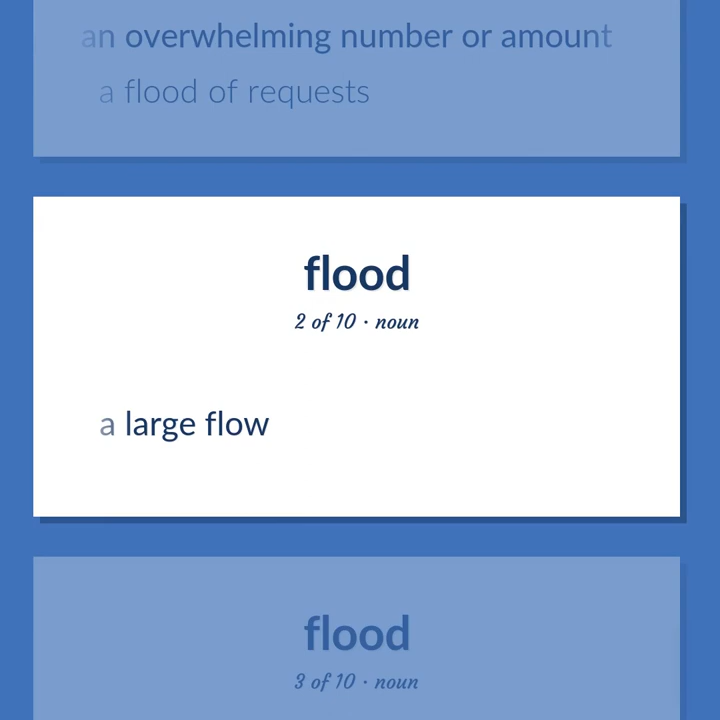 an overwhelming number or amount
a flood of requests
flood
2 of 10 · noun
a large flow
flood
3 of 10 · noun